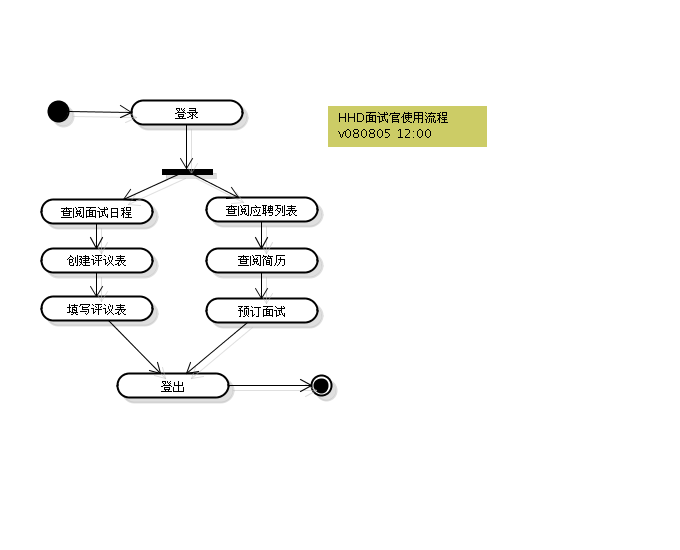 登录
HHD面试官使用流程
v080805 12:00
查阅面试日程
查阅应聘列表
创建评议表
查阅简历
填写评议表
预订面试
登出